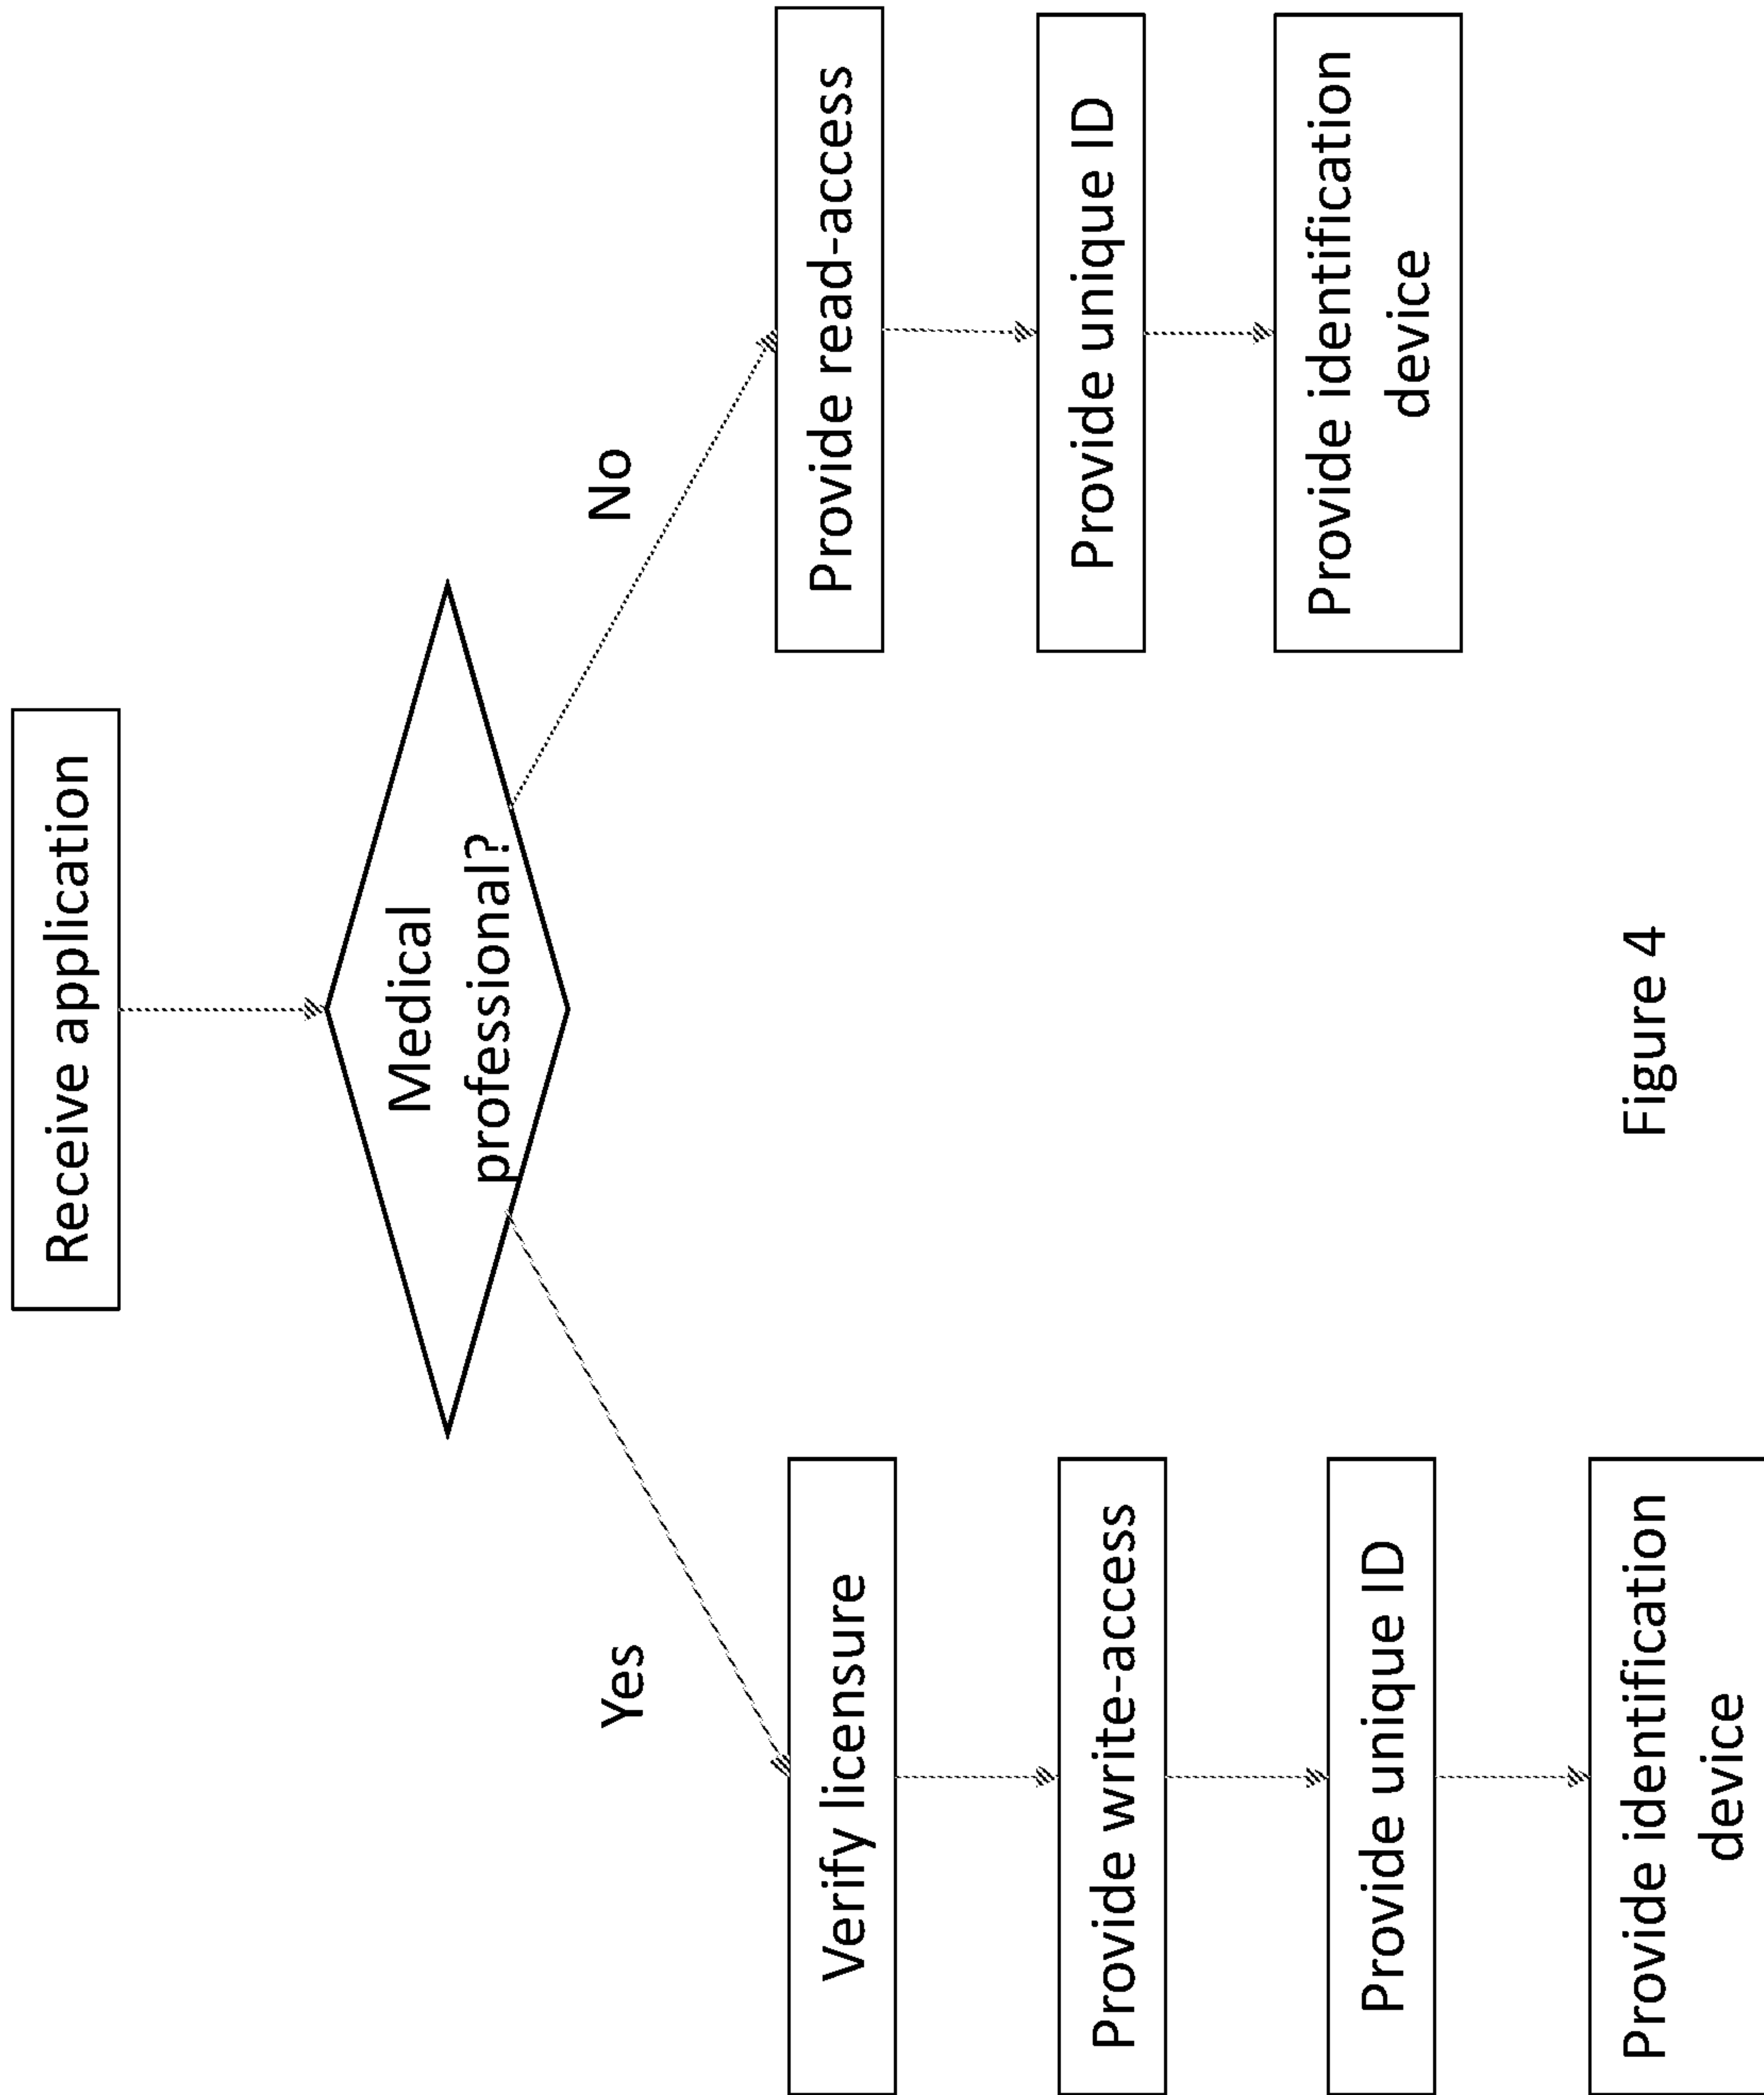 Receive application
Medical
professional?
Yes
No
Verify licensure
Provide write-access
Provide unique ID
Provide identification
device
Provide read-access
Provide unique ID
Provide identification
device
Figure 4